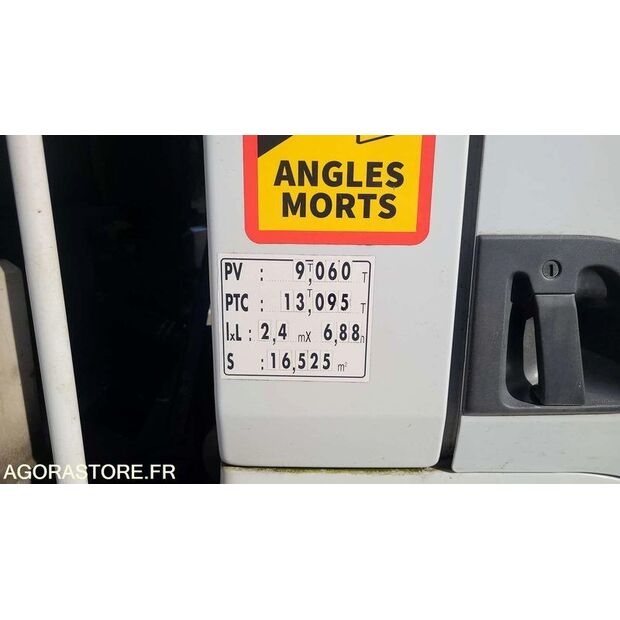 ANGLES
MORTS
PV : 9,060 T
PTC : 13,095 T
lxL : 2,4 mX 6,88m
S : 16,525 m²
AGORASTORE.FR